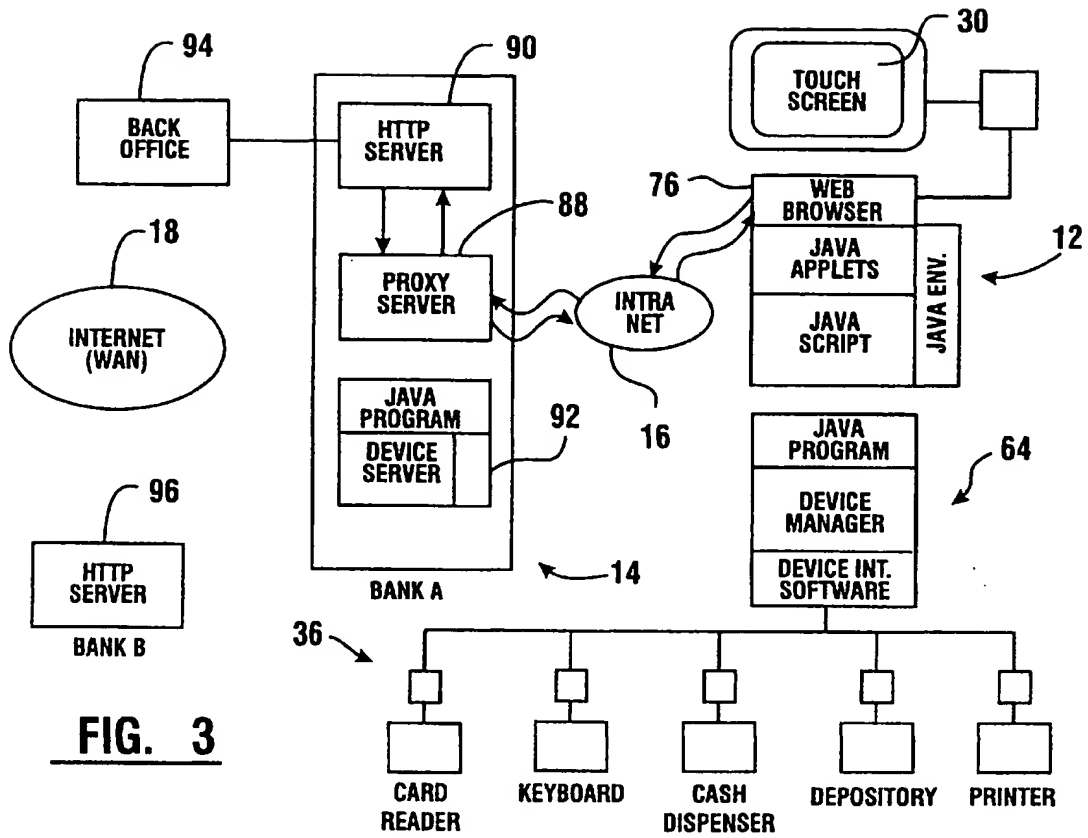 94
BACK
OFFICE
18
INTERNET
(WAN)
96
HTTP
SERVER
BANK B
90
HTTP
SERVER
88
PROXY
SERVER
JAVA
PROGRAM
DEVICE
SERVER
92
BANK A
14
INTRA
NET
16
30
TOUCH
SCREEN
76
WEB
BROWSER
JAVA
APPLETS
JAVA
SCRIPT
JAVA ENV.
12
JAVA
PROGRAM
DEVICE
MANAGER
DEVICE INT.
SOFTWARE
64
36
CARD
READER
KEYBOARD
CASH
DISPENSER
DEPOSITORY
PRINTER
FIG. 3